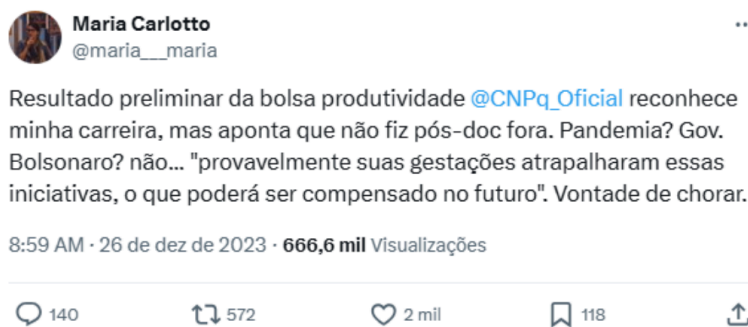 Maria Carlotto
@maria___maria
Resultado preliminar da bolsa produtividade @CNPq_Oficial reconhece
minha carreira, mas aponta que não fiz pós-doc fora. Pandemia? Gov.
Bolsonaro? não... "provavelmente suas gestações atrapalharam essas
iniciativas, o que poderá ser compensado no futuro". Vontade de chorar.
8:59 AM · 26 de dez de 2023 · 666,6 mil Visualizações
140 572 2 mil 118